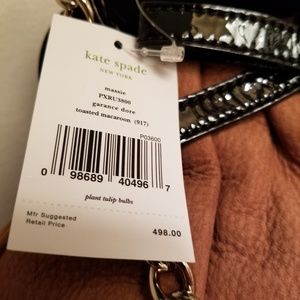 kate spade
NEW YORK
massie
PXRU3800
garance dore
toasted macaroon (917)
P03600
0 98689 40496 7
plant tulip bulbs
Mfr Suggested
Retail Price
498.00